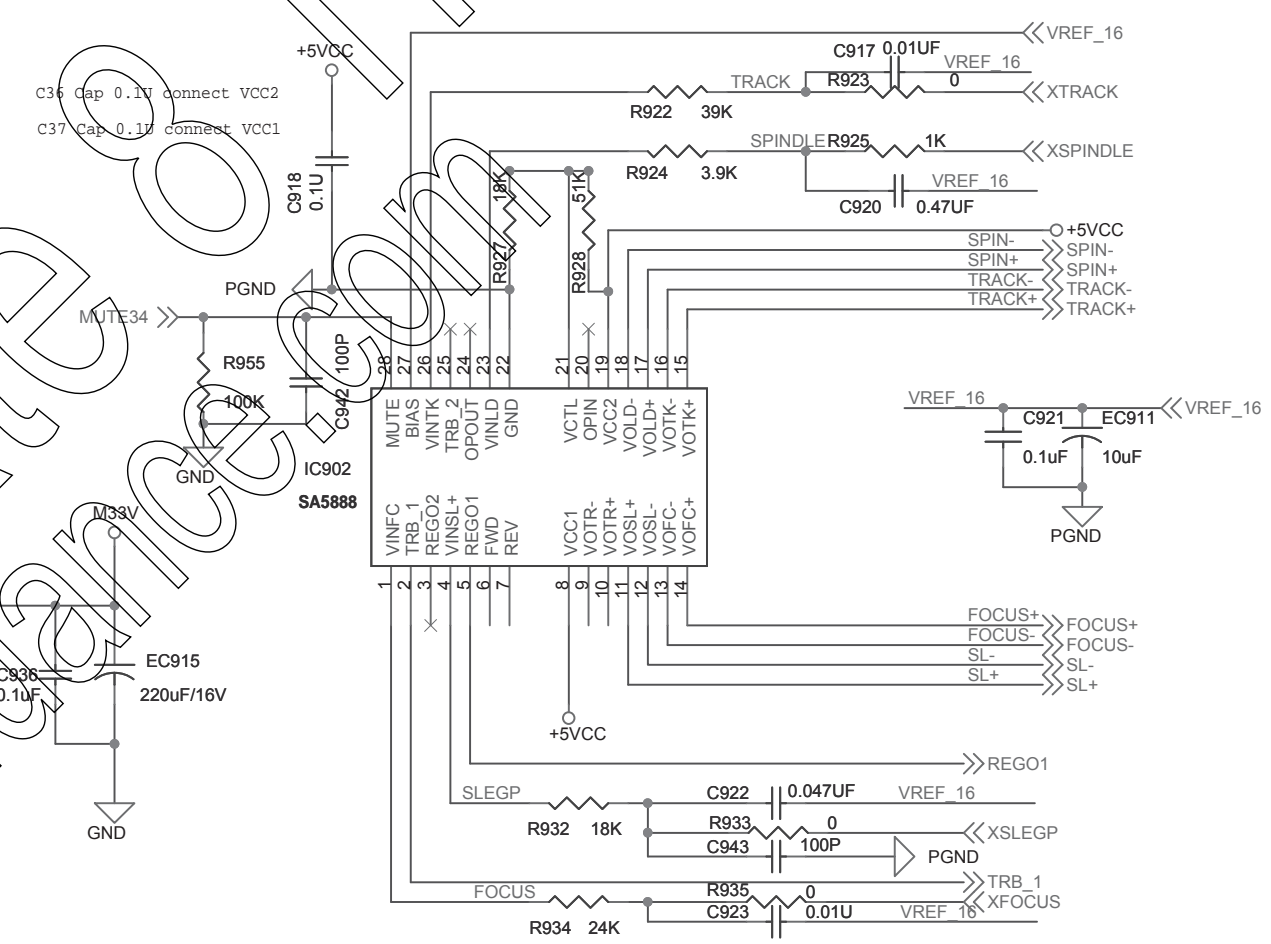 C36 Cap 0.1U connect VCC2
C37 Cap 0.1U connect VCC1
+5VCC
C918
0.1U
PGND
MUTE34
R955
100K
C942 100P
GND
IC902
SA5888
VREF_16
TRACK
R922 39K
C917 0.01UF
VREF_16
R923 0
XTRACK
SPINDLE
R924 3.9K
R925 1K
XSPINDLE
VREF_16
C920 0.47UF
R927 18K
R928 51K
+5VCC
SPIN- SPIN-
SPIN+ SPIN+
TRACK- TRACK-
TRACK+ TRACK+
28 27 26 25 24 23 22 21 20 19 18 17 16 15
MUTE BIAS VINTK TRB_2 OPOUT VINLD GND VCTL OPIN VCC2 VOLD- VOLD+ VOTK- VOTK+
VINFC TRB_1 REGO2 VINSL+ REGO1 FWD REV VCC1 VOTR- VOTR+ VOSL+ VOSL- VOFC- VOFC+
1 2 3 4 5 6 7 8 9 10 11 12 13 14
VREF_16
VREF_16
C921
0.1uF
EC911
10uF
PGND
M33V
C936
0.1uF
EC915
220uF/16V
GND
FOCUS+ FOCUS+
FOCUS- FOCUS-
SL- SL-
SL+ SL+
+5VCC
REGO1
SLEGP
R932 18K
C922 0.047UF
VREF_16
R933 0
XSLEGP
C943 100P
PGND
TRB_1
FOCUS
R934 24K
R935 0
XFOCUS
C923 0.01U
VREF_16